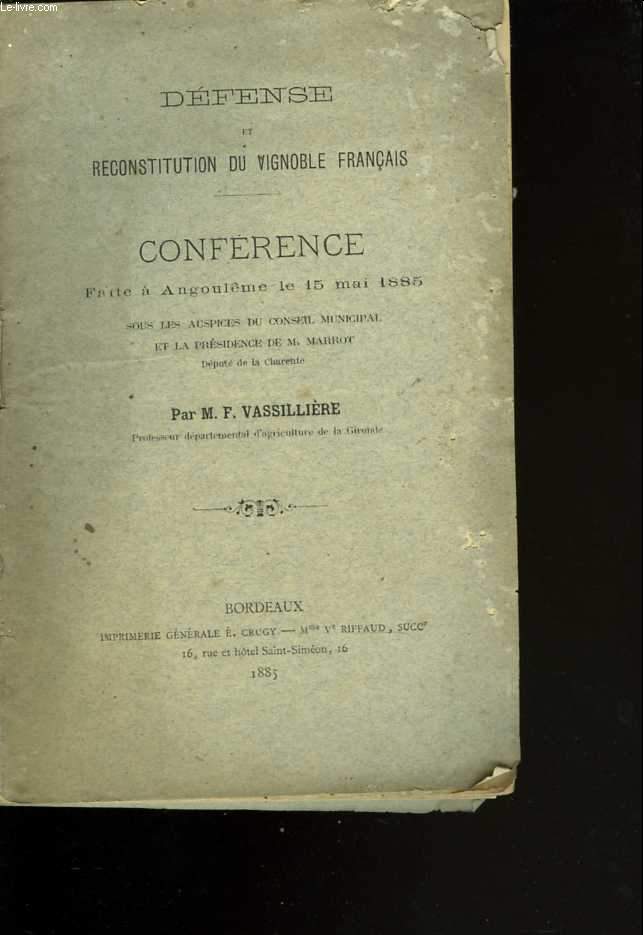 Le-livre.com
DÉFENSE
ET
RECONSTITUTION DU VIGNOBLE FRANÇAIS
CONFÉRENCE
Faite à Angoulême le 15 mai 1885
SOUS LES AUSPICES DU CONSEIL MUNICIPAL
ET LA PRÉSIDENCE DE M. MARROT
Député de la Charente
Par M. F. VASSILLIÈRE
Professeur départemental d'agriculture de la Gironde
BORDEAUX
IMPRIMERIE GÉNÉRALE É. CRUGY — Mme Ve RIFFAUD, SUCCr
16, rue et hôtel Saint-Siméon, 16
1885